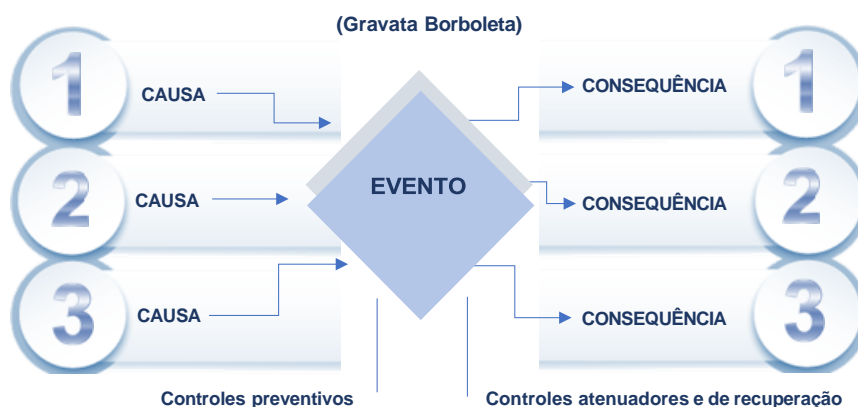 (Gravata Borboleta)
1 CAUSA CONSEQUÊNCIA 1
EVENTO
2 CAUSA CONSEQUÊNCIA 2
3 CAUSA CONSEQUÊNCIA 3
Controles preventivos Controles atenuadores e de recuperação